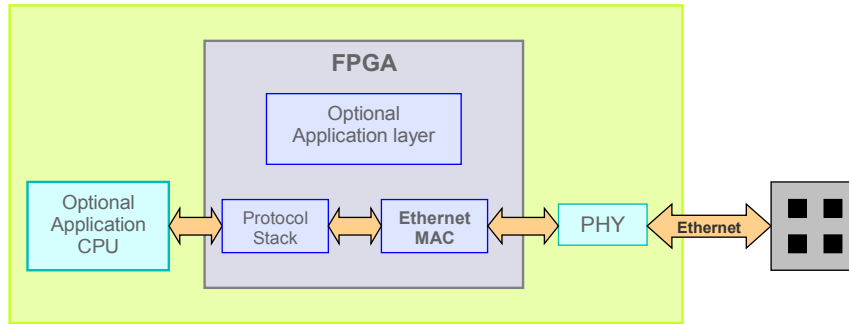 FPGA
Optional
Application layer
Optional
Application
CPU
Protocol
Stack
Ethernet
MAC
PHY
Ethernet